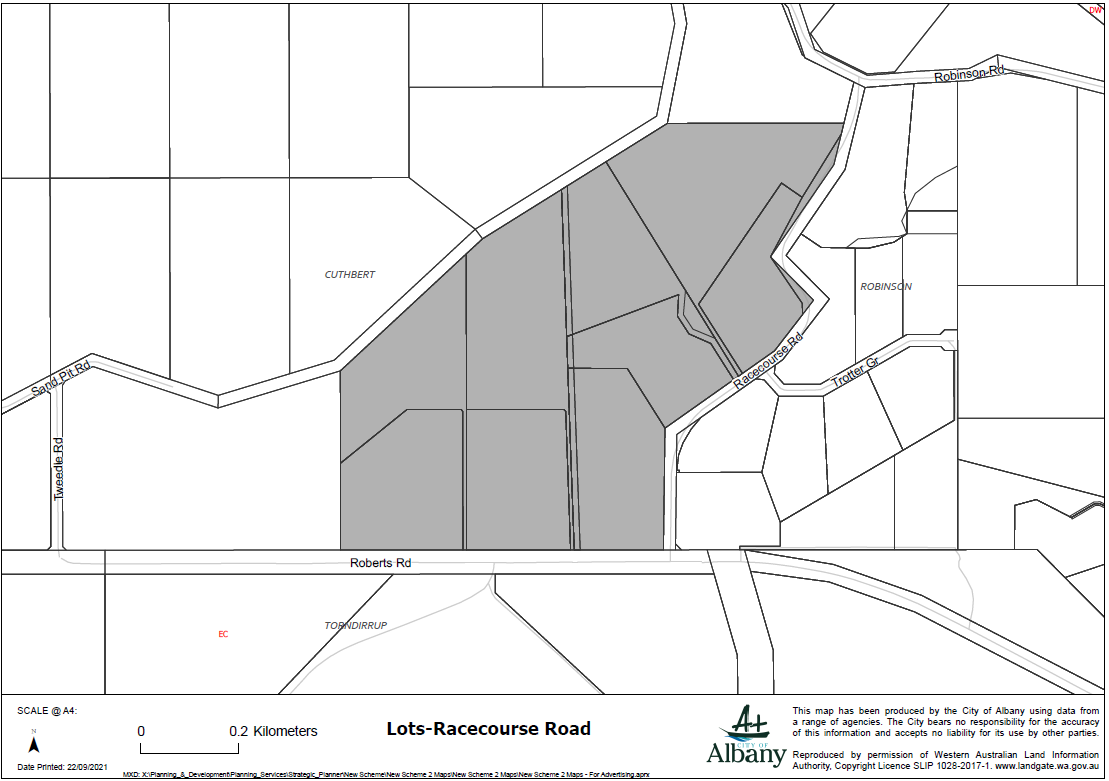 DW
Robinson Rd
CUTHBERT
ROBINSON
Racecourse Rd
Trotter Gr
Sand Pit Rd
Tweedle Rd
Roberts Rd
TORNDIRRUP
EC
SCALE @ A4:
N
0 0.2 Kilometers
Date Printed: 22/09/2021
Lots-Racecourse Road
MXD: X:\Planning_&_Development\Planning_Services\Strategic_Planner\New Scheme\New Scheme 2 Maps\New Scheme 2 Maps\New Scheme 2 Maps - For Advertising.aprx
CITY OF
Albany
This map has been produced by the City of Albany using data from
a range of agencies. The City bears no responsibility for the accuracy
of this information and accepts no liability for its use by other parties.
Reproduced by permission of Western Australian Land Information
Authority, Copyright Licence SLIP 1028-2017-1. www.landgate.wa.gov.au